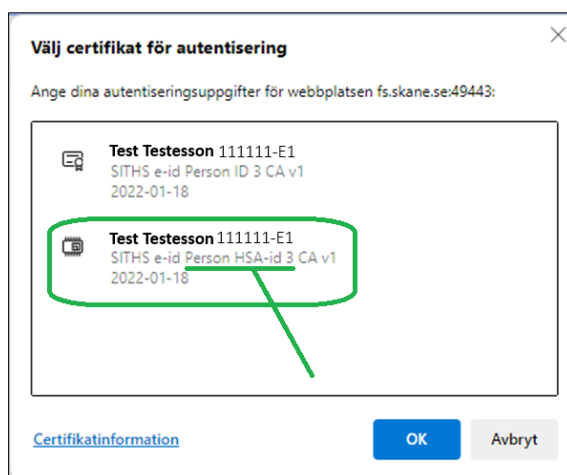 Välj certifikat för autentisering
Ange dina autentiseringsuppgifter för webbplatsen fs.skane.se:49443:
Test Testesson 111111-E1
SITHS e-id Person ID 3 CA v1
2022-01-18
Test Testesson 111111-E1
SITHS e-id Person HSA-id 3 CA v1
2022-01-18
Certifikatinformation
OK
Avbryt